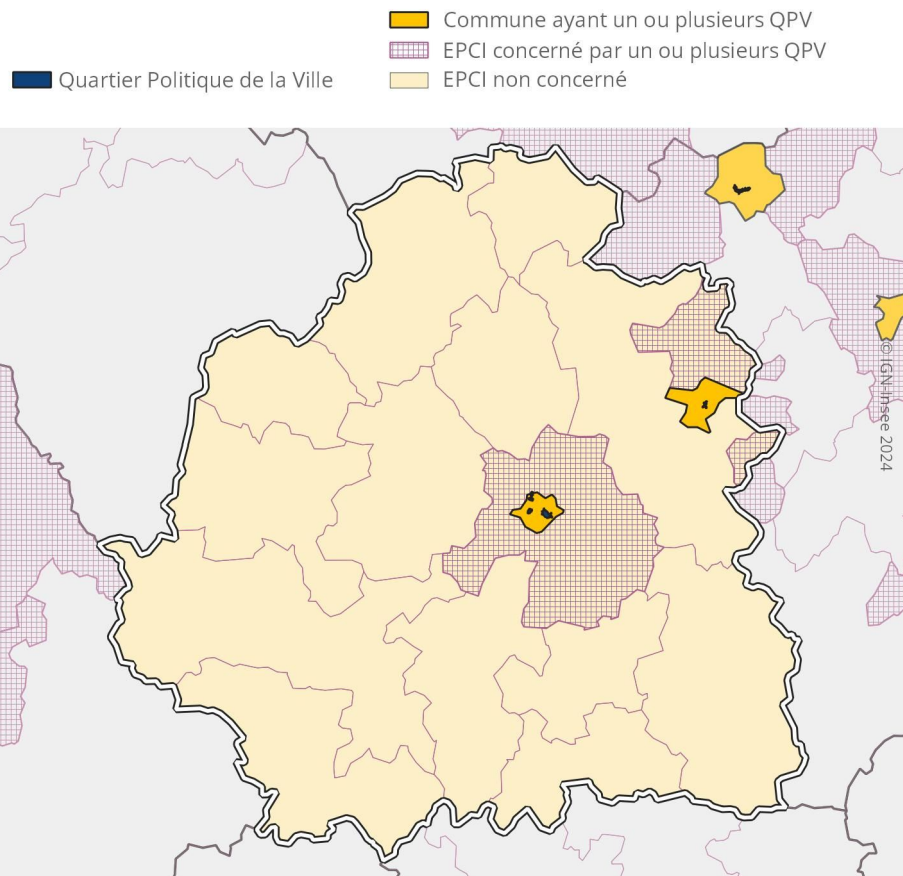 Commune ayant un ou plusieurs QPV
EPCI concerné par un ou plusieurs QPV
Quartier Politique de la Ville
EPCI non concerné
© IGN-Insee 2024